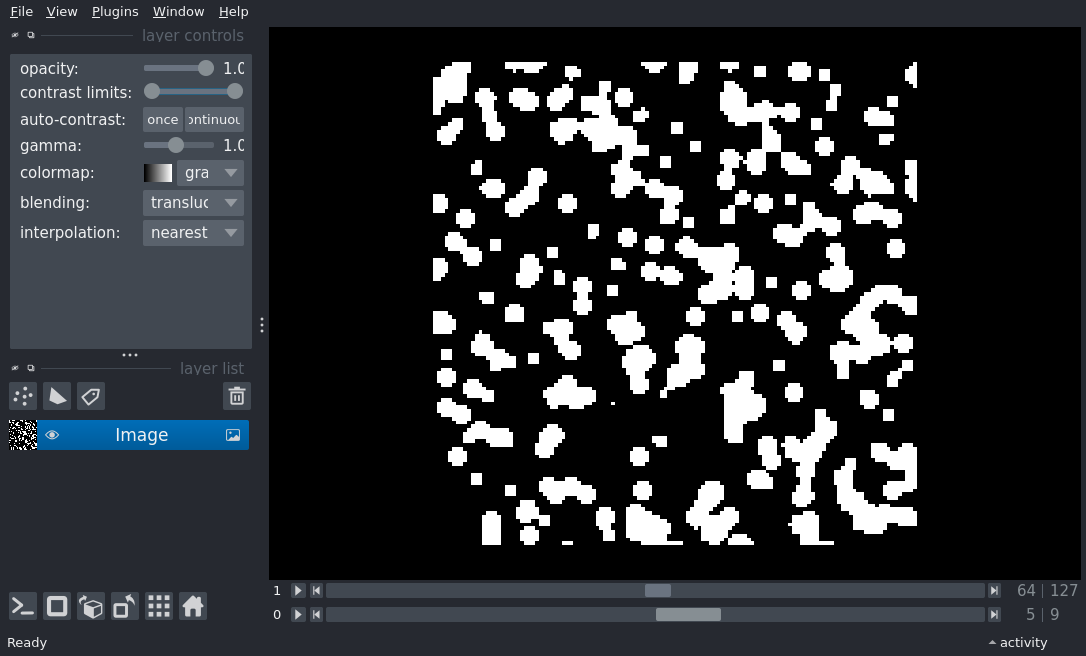 File View Plugins Window Help
layer controls
opacity: 1.0
contrast limits:
auto-contrast: once ontinuou
gamma: 1.0
colormap: gra
blending: transluc
interpolation: nearest
layer list
Image
1 64 | 127
0 5 | 9
Ready activity